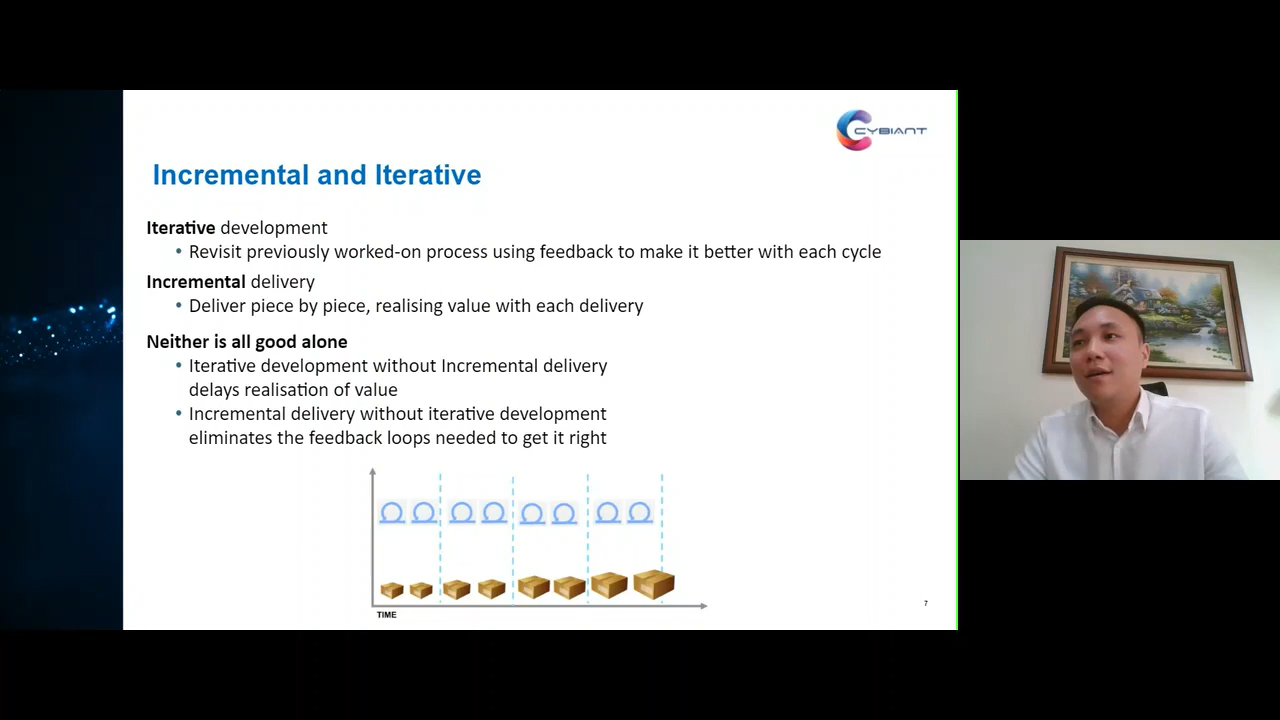 CYBIANT
Incremental and Iterative
Iterative development
• Revisit previously worked-on process using feedback to make it better with each cycle
Incremental delivery
• Deliver piece by piece, realising value with each delivery
Neither is all good alone
• Iterative development without Incremental delivery
delays realisation of value
• Incremental delivery without iterative development
eliminates the feedback loops needed to get it right
TIME
7